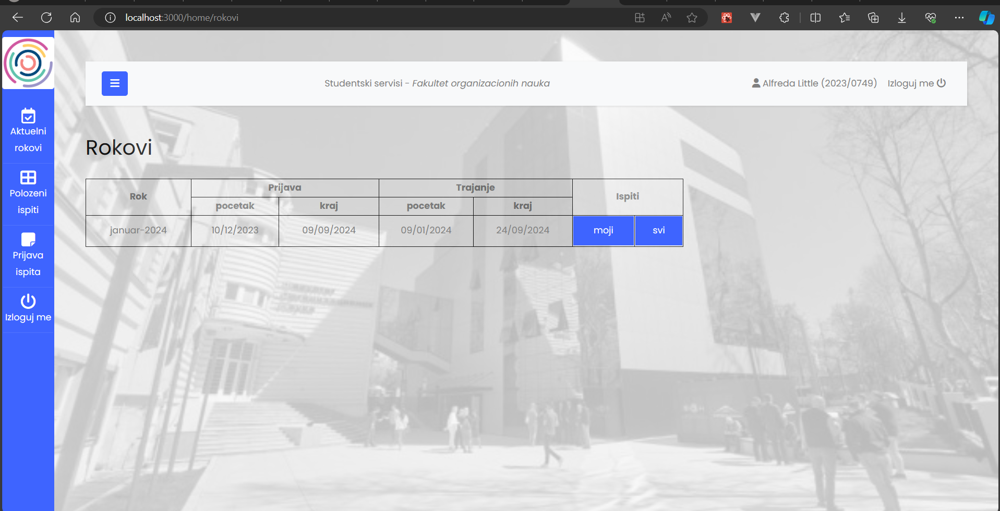 localhost:3000/home/rokovi
Studentski servisi - Fakultet organizacionih nauka
Alfreda Little (2023/0749)
Izloguj me
Aktuelni
rokovi
Polozeni
ispiti
Prijava
ispita
Izloguj me
Rokovi
Rok
Prijava
Trajanje
Ispiti
pocetak
kraj
pocetak
kraj
januar-2024
10/12/2023
09/09/2024
09/01/2024
24/09/2024
moji
svi